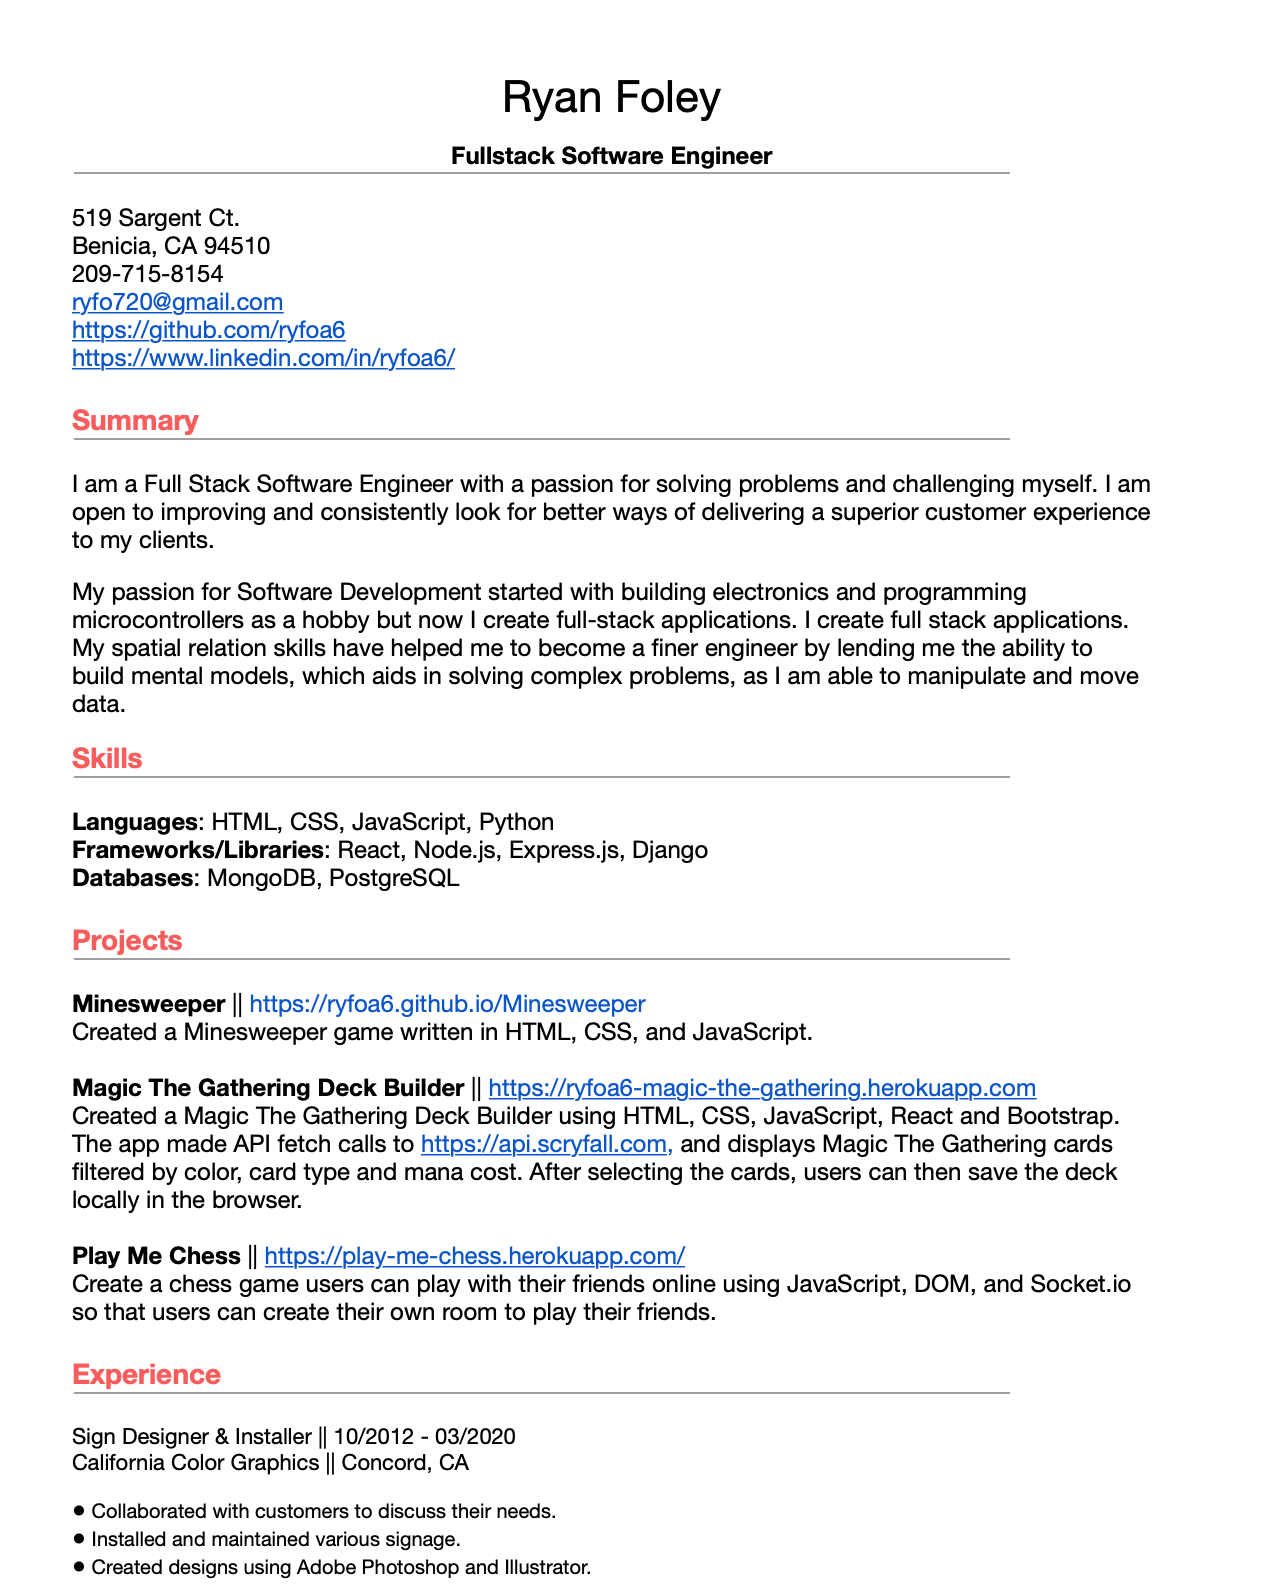 Ryan Foley
Fullstack Software Engineer
519 Sargent Ct.
Benicia, CA 94510
209-715-8154
ryfo720@gmail.com
https://github.com/ryfoa6
https://www.linkedin.com/in/ryfoa6/
Summary
I am a Full Stack Software Engineer with a passion for solving problems and challenging myself. I am
open to improving and consistently look for better ways of delivering a superior customer experience
to my clients.
My passion for Software Development started with building electronics and programming
microcontrollers as a hobby but now I create full-stack applications. I create full stack applications.
My spatial relation skills have helped me to become a finer engineer by lending me the ability to
build mental models, which aids in solving complex problems, as I am able to manipulate and move
data.
Skills
Languages: HTML, CSS, JavaScript, Python
Frameworks/Libraries: React, Node.js, Express.js, Django
Databases: MongoDB, PostgreSQL
Projects
Minesweeper || https://ryfoa6.github.io/Minesweeper
Created a Minesweeper game written in HTML, CSS, and JavaScript.
Magic The Gathering Deck Builder || https://ryfoa6-magic-the-gathering.herokuapp.com
Created a Magic The Gathering Deck Builder using HTML, CSS, JavaScript, React and Bootstrap.
The app made API fetch calls to https://api.scryfall.com, and displays Magic The Gathering cards
filtered by color, card type and mana cost. After selecting the cards, users can then save the deck
locally in the browser.
Play Me Chess || https://play-me-chess.herokuapp.com/
Create a chess game users can play with their friends online using JavaScript, DOM, and Socket.io
so that users can create their own room to play their friends.
Experience
Sign Designer & Installer || 10/2012 - 03/2020
California Color Graphics || Concord, CA
● Collaborated with customers to discuss their needs.
● Installed and maintained various signage.
● Created designs using Adobe Photoshop and Illustrator.